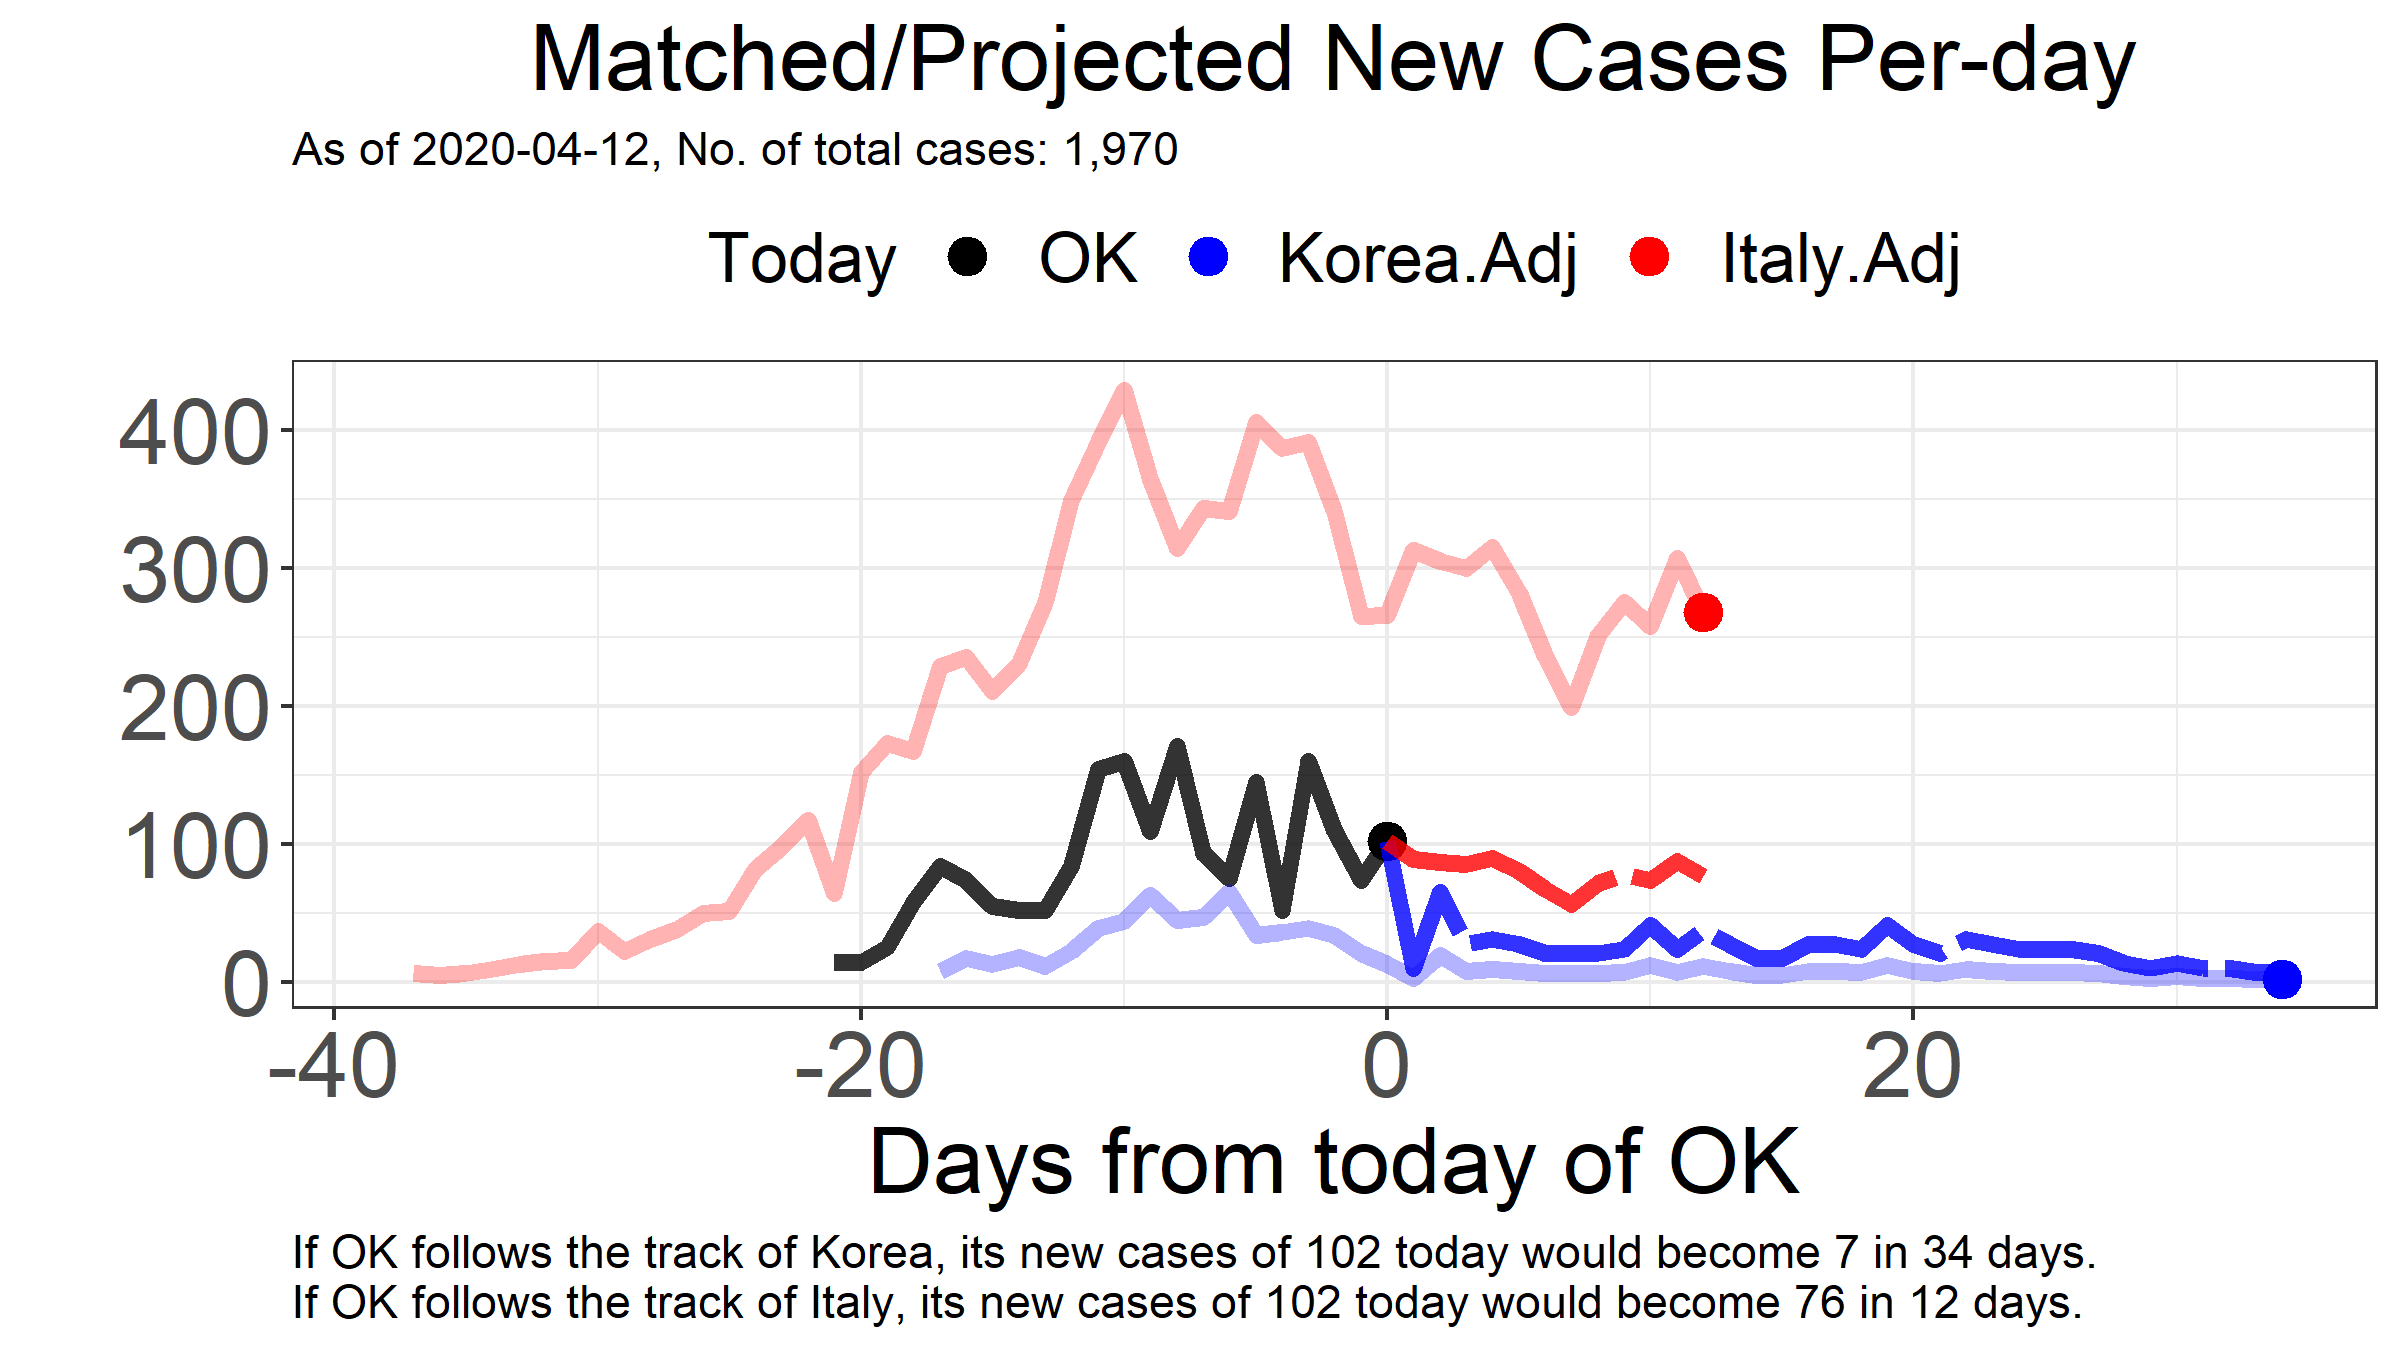 Matched/Projected New Cases Per-day
As of 2020-04-12, No. of total cases: 1,970
Today OK Korea.Adj Italy.Adj
400
300
200
100
0
-40 -20 0 20
Days from today of OK
If OK follows the track of Korea, its new cases of 102 today would become 7 in 34 days.
If OK follows the track of Italy, its new cases of 102 today would become 76 in 12 days.